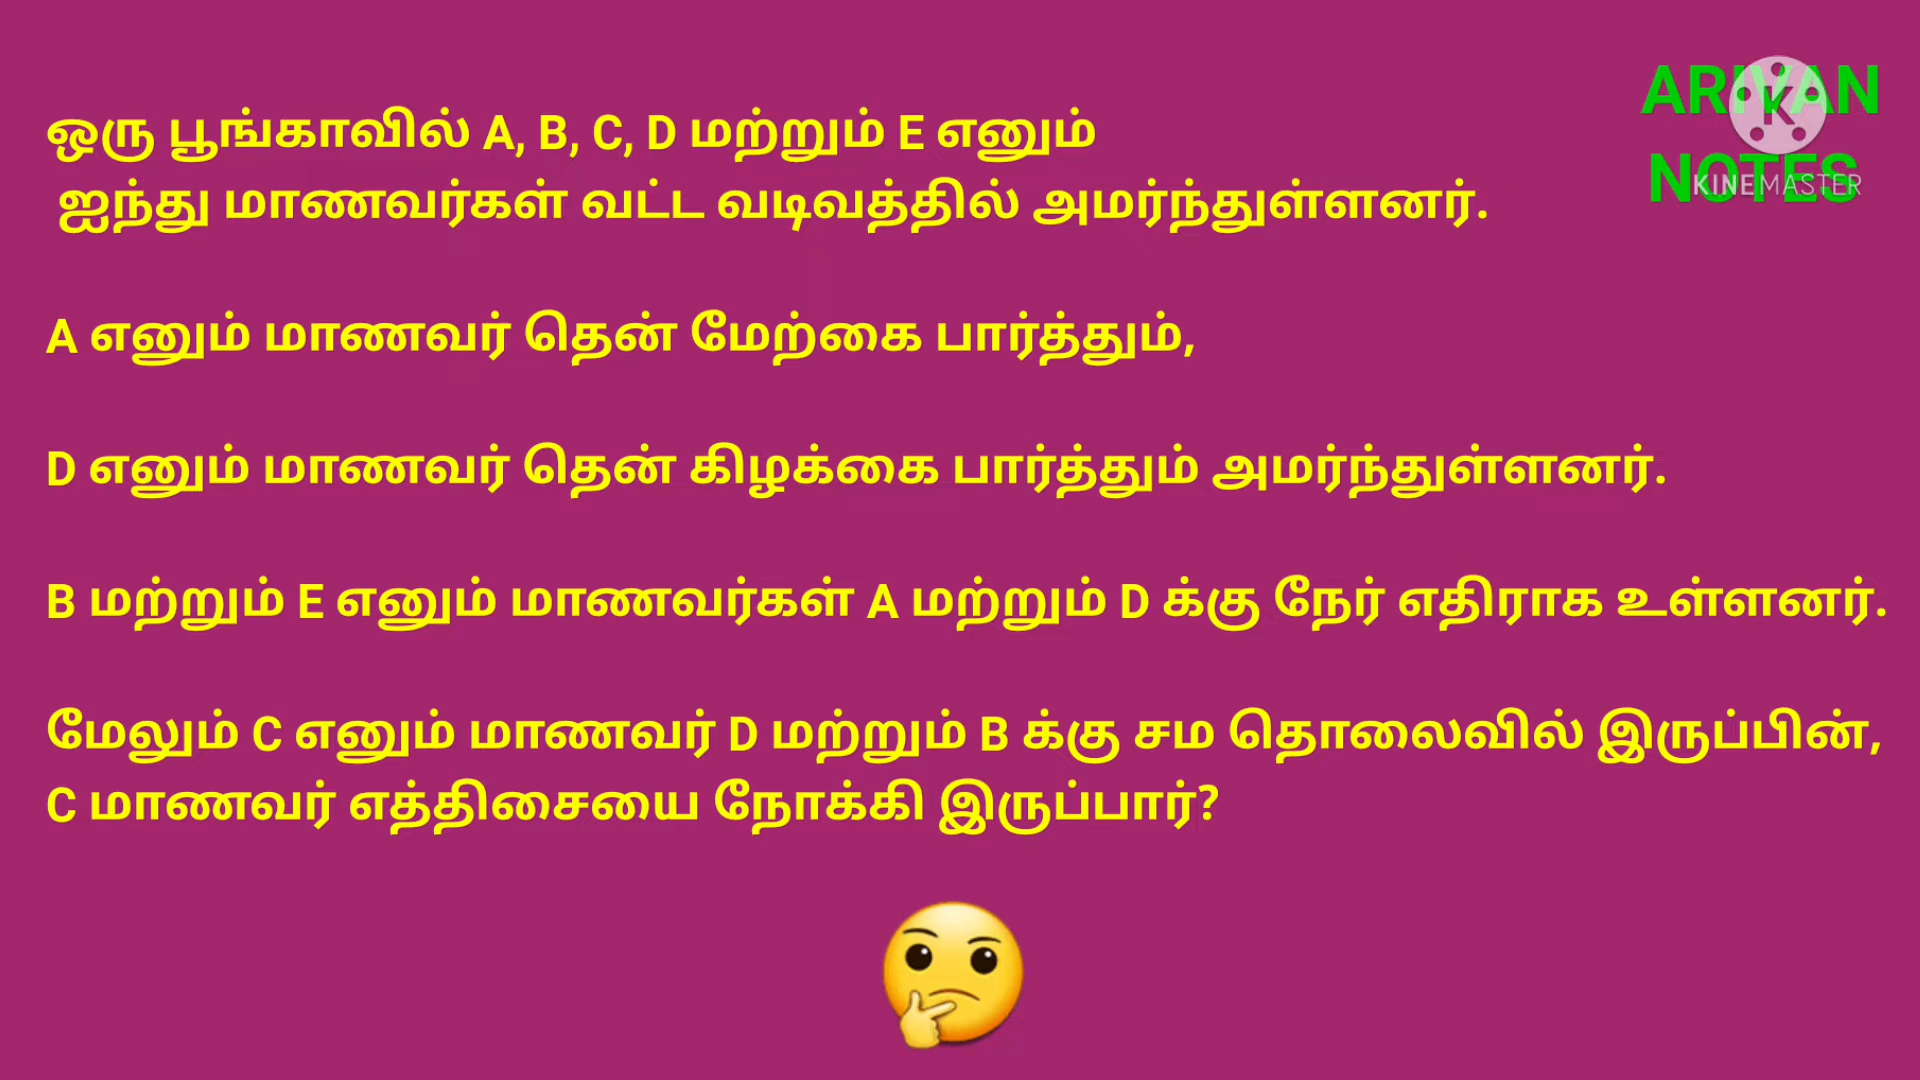 ARIVAN
NOTES
KINEMASTER
ஒரு பூங்காவில் A, B, C, D மற்றும் E எனும்
ஐந்து மாணவர்கள் வட்ட வடிவத்தில் அமர்ந்துள்ளனர்.
A எனும் மாணவர் தென் மேற்கை பார்த்தும்,
D எனும் மாணவர் தென் கிழக்கை பார்த்தும் அமர்ந்துள்ளனர்.
B மற்றும் E எனும் மாணவர்கள் A மற்றும் D க்கு நேர் எதிராக உள்ளனர்.
மேலும் C எனும் மாணவர் D மற்றும் B க்கு சம தொலைவில் இருப்பின்,
C மாணவர் எத்திசையை நோக்கி இருப்பார்?